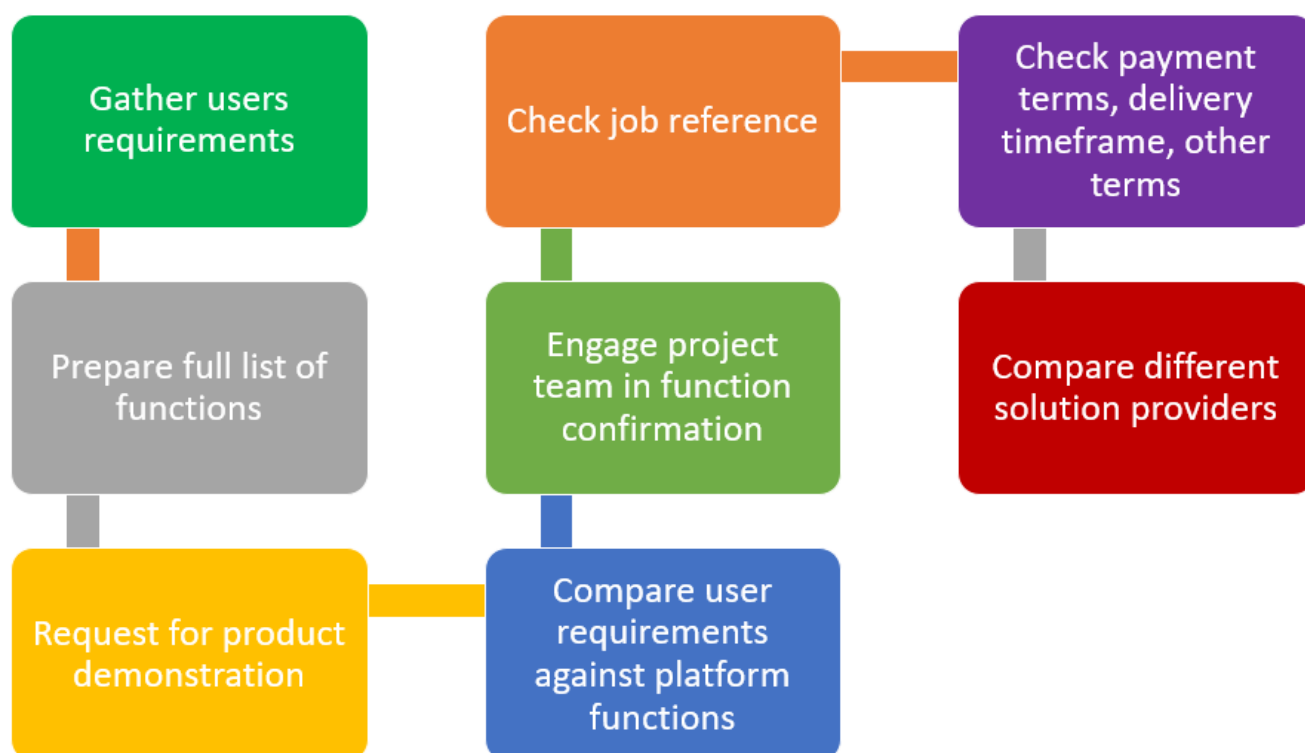 Gather users
requirements
Prepare full list of
functions
Request for product
demonstration
Compare user
requirements
against platform
functions
Engage project
team in function
confirmation
Check job reference
Check payment
terms, delivery
timeframe, other
terms
Compare different
solution providers